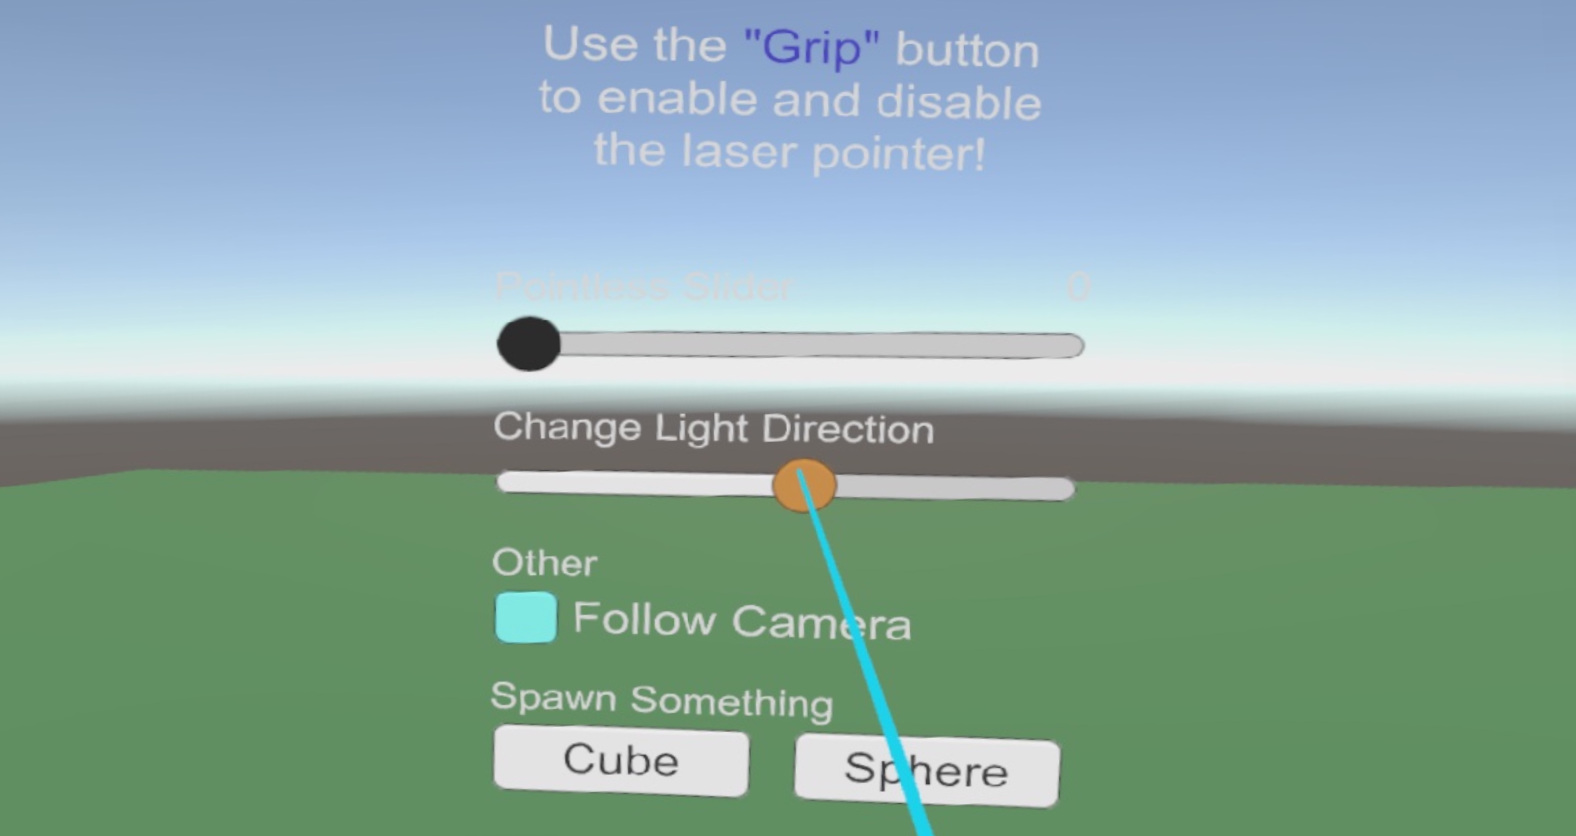 Use the "Grip" button
to enable and disable
the laser pointer!
Pointless Slider 0
Change Light Direction
Other
Follow Camera
Spawn Something
Cube Sphere